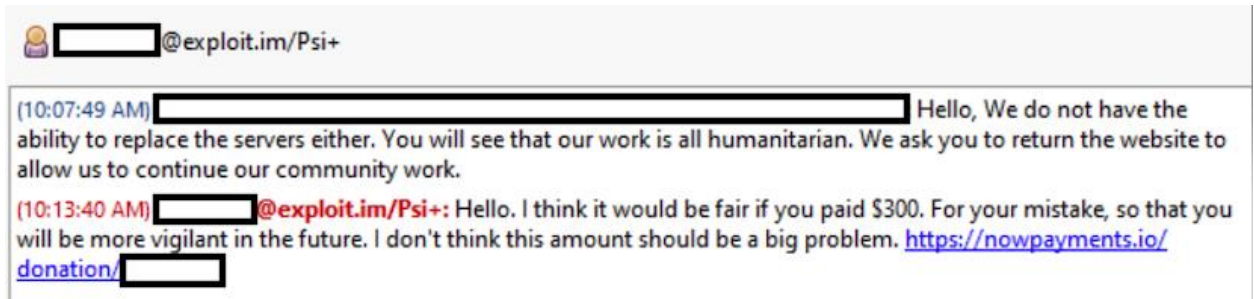 @exploit.im/Psi+
(10:07:49 AM) Hello, We do not have the
ability to replace the servers either. You will see that our work is all humanitarian. We ask you to return the website to
allow us to continue our community work.
(10:13:40 AM) @exploit.im/Psi+: Hello. I think it would be fair if you paid $300. For your mistake, so that you
will be more vigilant in the future. I don't think this amount should be a big problem. https://nowpayments.io/
donation/